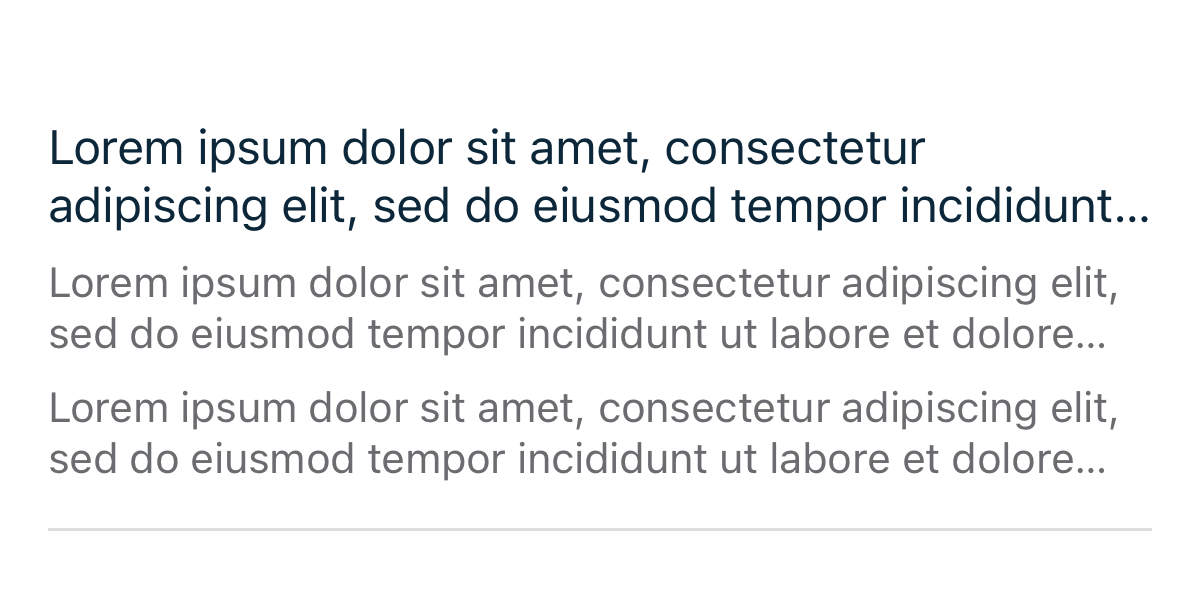 Lorem ipsum dolor sit amet, consectetur
adipiscing elit, sed do eiusmod tempor incididunt...
Lorem ipsum dolor sit amet, consectetur adipiscing elit,
sed do eiusmod tempor incididunt ut labore et dolore...
Lorem ipsum dolor sit amet, consectetur adipiscing elit,
sed do eiusmod tempor incididunt ut labore et dolore...